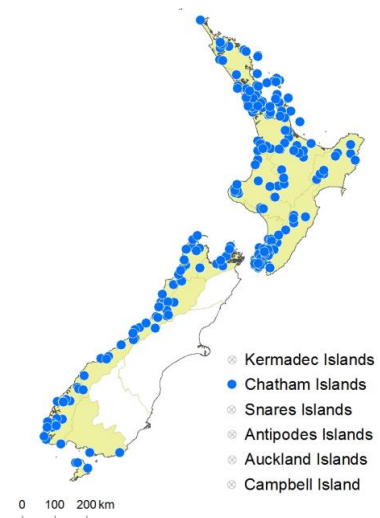 Kermadec Islands
Chatham Islands
Snares Islands
Antipodes Islands
Auckland Islands
Campbell Island
0 100 200 km